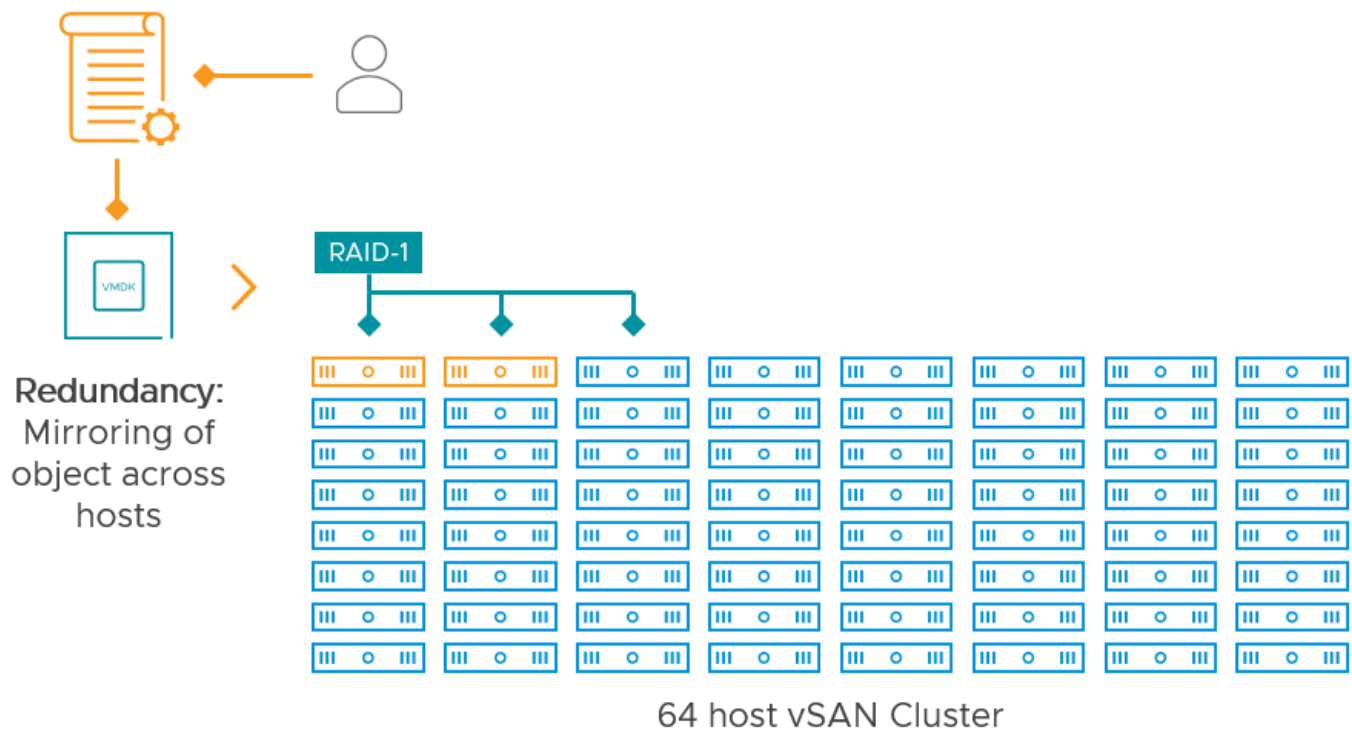 RAID-1
VMDK
Redundancy:
Mirroring of
object across
hosts
64 host vSAN Cluster